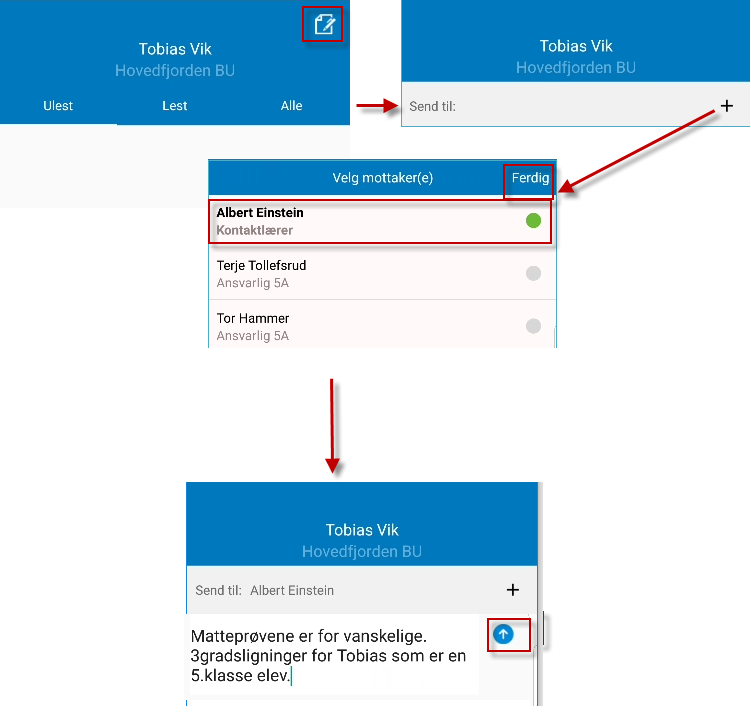 Tobias Vik
Hovedfjorden BU
Ulest Lest Alle
Tobias Vik
Hovedfjorden BU
Send til: +
Velg mottaker(e) Ferdig
Albert Einstein
Kontaktlærer
Terje Tollefsrud
Ansvarlig 5A
Tor Hammer
Ansvarlig 5A
Tobias Vik
Hovedfjorden BU
Send til: Albert Einstein +
Matteprøvene er for vanskelige.
3gradsligninger for Tobias som er en
5.klasse elev.